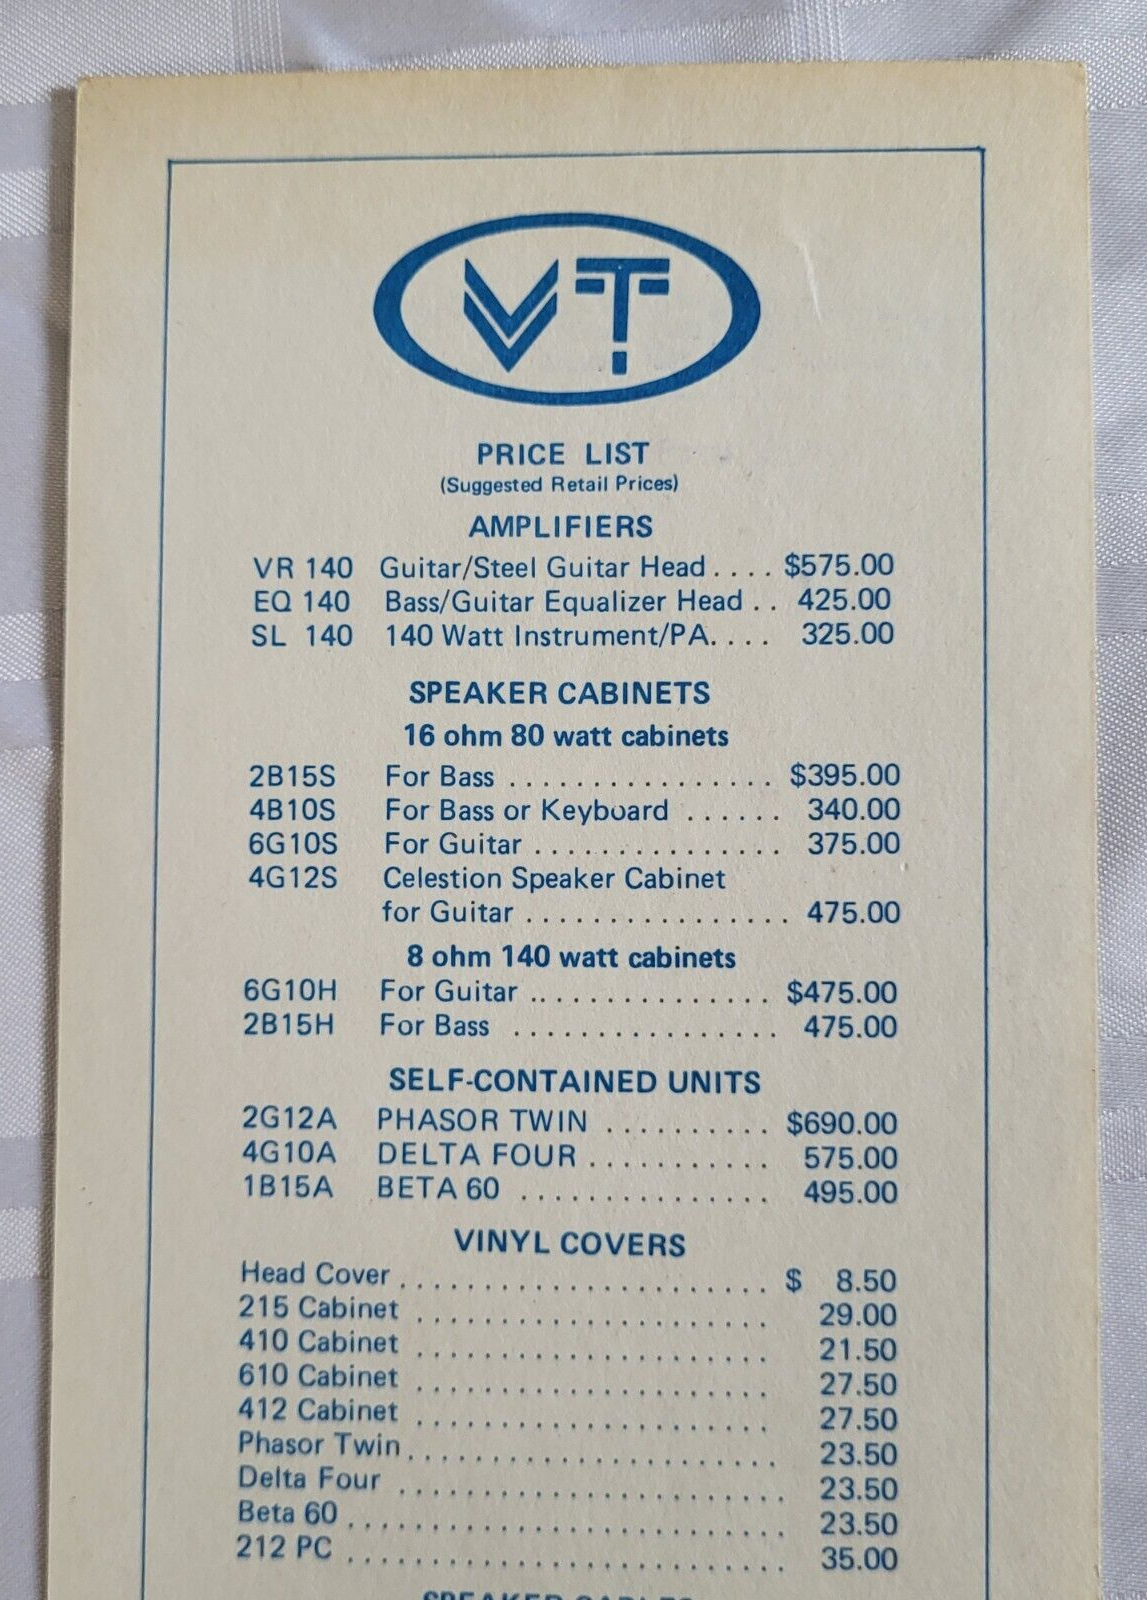 VT
PRICE LIST
(Suggested Retail Prices)
AMPLIFIERS
VR 140 Guitar/Steel Guitar Head .... $575.00
EQ 140 Bass/Guitar Equalizer Head .. 425.00
SL 140 140 Watt Instrument/PA.... 325.00
SPEAKER CABINETS
16 ohm 80 watt cabinets
2B15S For Bass ................ $395.00
4B10S For Bass or Keyboard ...... 340.00
6G10S For Guitar ............... 375.00
4G12S Celestion Speaker Cabinet
for Guitar ................ 475.00
8 ohm 140 watt cabinets
6G10H For Guitar ............... $475.00
2B15H For Bass ................ 475.00
SELF-CONTAINED UNITS
2G12A PHASOR TWIN .......... $690.00
4G10A DELTA FOUR ........... 575.00
1B15A BETA 60 ............... 495.00
VINYL COVERS
Head Cover ...................... $ 8.50
215 Cabinet ..................... 29.00
410 Cabinet ..................... 21.50
610 Cabinet ..................... 27.50
412 Cabinet ..................... 27.50
Phasor Twin...................... 23.50
Delta Four ....................... 23.50
Beta 60 .......................... 23.50
212 PC .......................... 35.00
SPEAKER CABLES